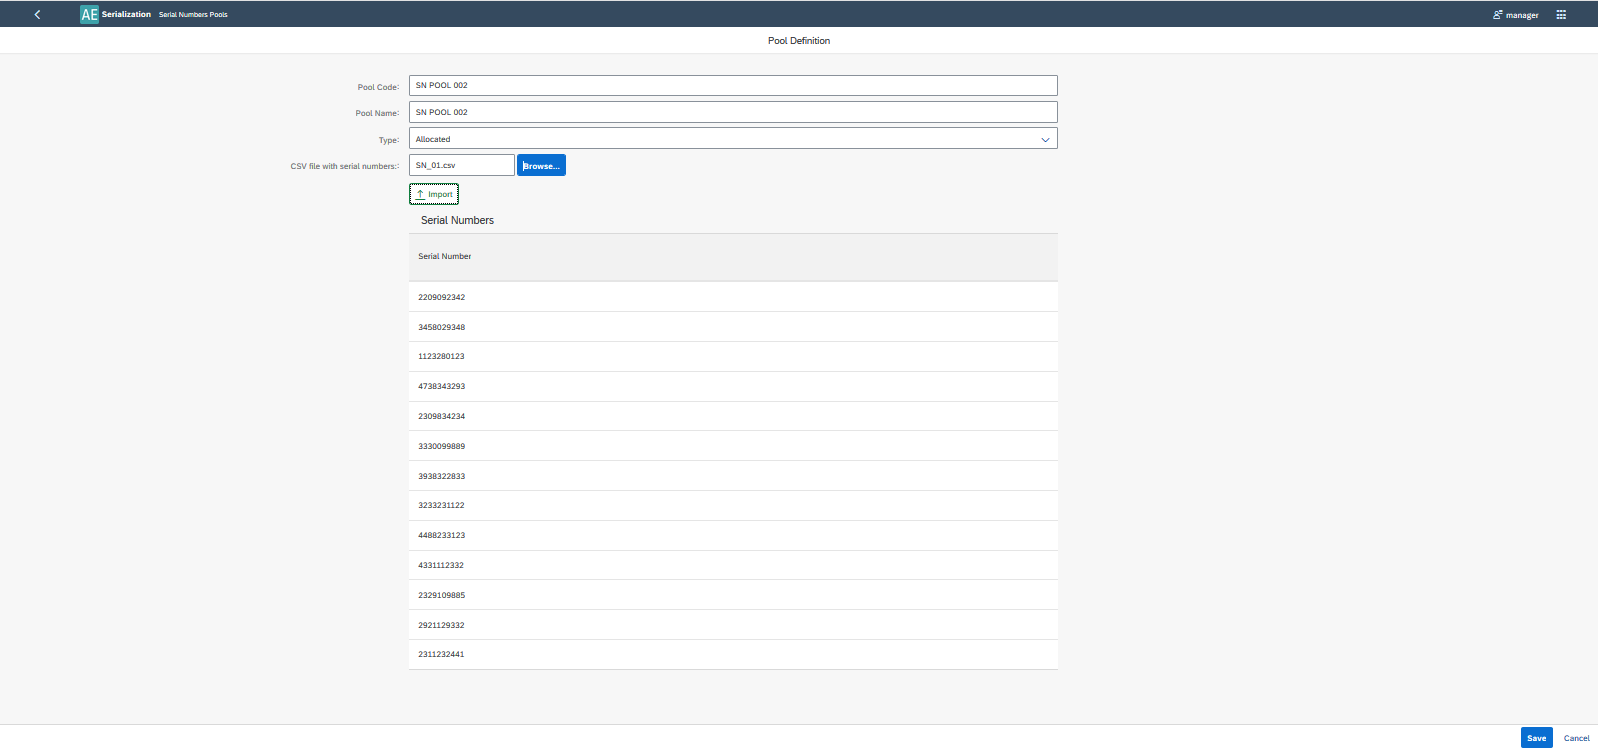 AE Serialization Serial Numbers Pools manager
Pool Definition
Pool Code: SN POOL 002
Pool Name: SN POOL 002
Type: Allocated
CSV file with serial numbers:: SN_01.csv Browse...
Import
Serial Numbers
Serial Number
2209092342
3458029348
1123280123
4738343293
2309834234
3330099889
3938322833
3233231122
4488233123
4331112332
2329109885
2921129332
2311232441
Save Cancel